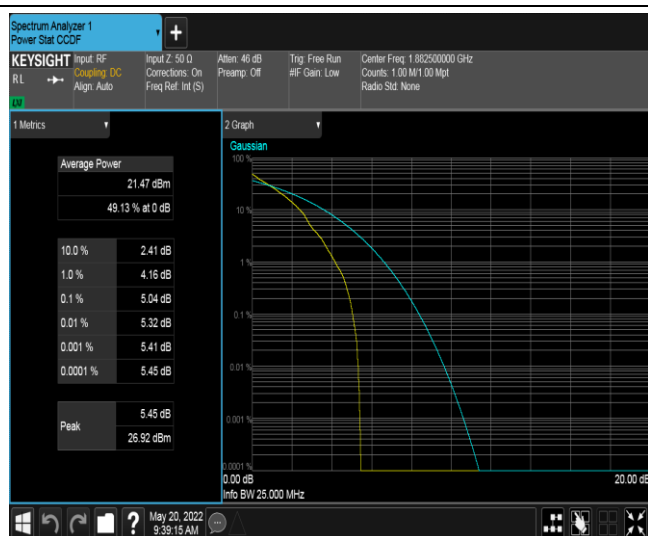 Spectrum Analyzer 1
Power Stat CCDF
KEYSIGHT
RL
LXI
Input: RF
Coupling: DC
Align: Auto
Input Z: 50 Ω
Corrections: On
Freq Ref: Int (S)
Atten: 46 dB
Preamp: Off
Trig: Free Run
#IF Gain: Low
Center Freq: 1.882500000 GHz
Counts: 1.00 M/1.00 Mpt
Radio Std: None
1 Metrics
Average Power
21.47 dBm
49.13 % at 0 dB
10.0 % 2.41 dB
1.0 % 4.16 dB
0.1 % 5.04 dB
0.01 % 5.32 dB
0.001 % 5.41 dB
0.0001 % 5.45 dB
Peak
5.45 dB
26.92 dBm
2 Graph
Gaussian
100 %
10 %
1 %
0.1 %
0.01 %
0.001 %
0.0001 %
0.00 dB 20.00 dB
Info BW 25.000 MHz
May 20, 2022
9:39:15 AM